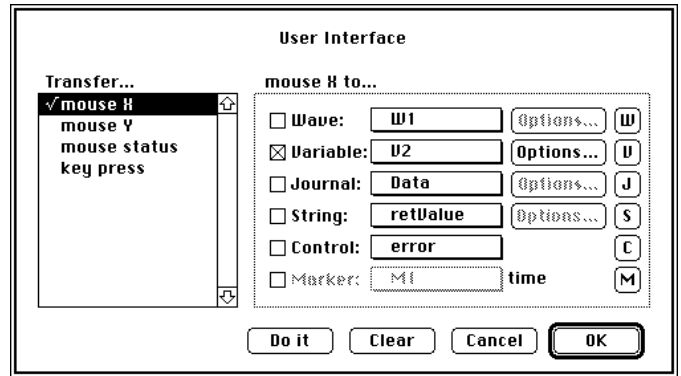 User Interface
Transfer... mouse X to...
√mouse X
mouse Y
mouse status
key press
Wave: W1 Options... W
Variable: V2 Options... V
Journal: Data Options... J
String: retValue Options... S
Control: error C
Marker: M1 time M
Do it Clear Cancel OK